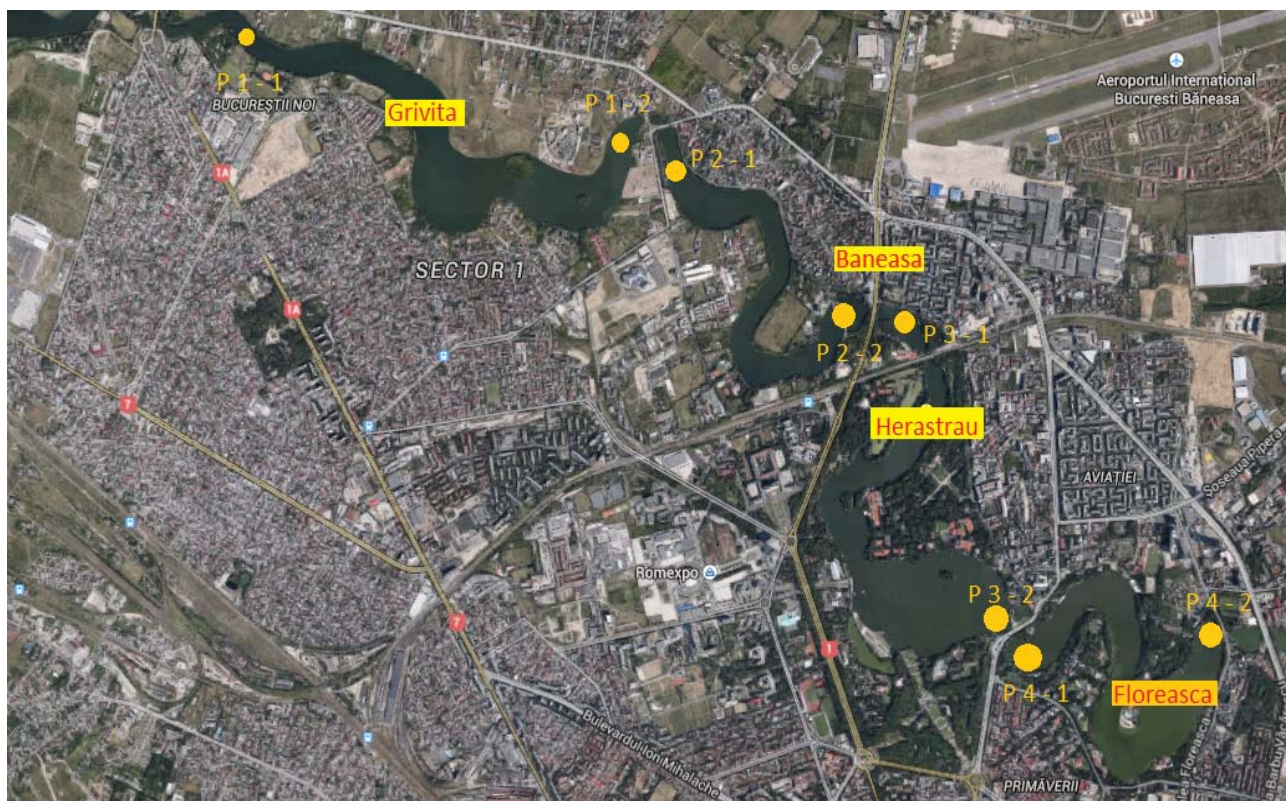 P 1 - 1
BUCUREȘTII NOI
Grivita
P 1 - 2
P 2 - 1
Aeroportul Internațional
București Băneasa
1A
SECTOR 1
Baneasa
1A
P 2 - 2
P 3 - 1
7
Herastrau
AVIAȚIEI
Șoseaua Pipera
Romexpo
P 3 - 2
P 4 - 2
7
1
P 4 - 1
Floreasca
Bulevardul Ion Mihalache
PRIMĂVERII